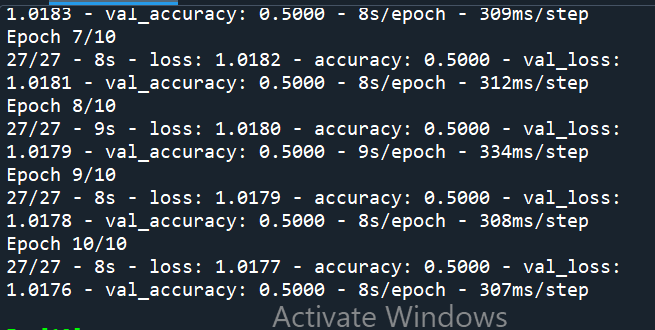 1.0183 - val_accuracy: 0.5000 - 8s/epoch - 309ms/step
Epoch 7/10
27/27 - 8s - loss: 1.0182 - accuracy: 0.5000 - val_loss:
1.0181 - val_accuracy: 0.5000 - 8s/epoch - 312ms/step
Epoch 8/10
27/27 - 9s - loss: 1.0180 - accuracy: 0.5000 - val_loss:
1.0179 - val_accuracy: 0.5000 - 9s/epoch - 334ms/step
Epoch 9/10
27/27 - 8s - loss: 1.0179 - accuracy: 0.5000 - val_loss:
1.0178 - val_accuracy: 0.5000 - 8s/epoch - 308ms/step
Epoch 10/10
27/27 - 8s - loss: 1.0177 - accuracy: 0.5000 - val_loss:
1.0176 - val_accuracy: 0.5000 - 8s/epoch - 307ms/step
Activate Windows